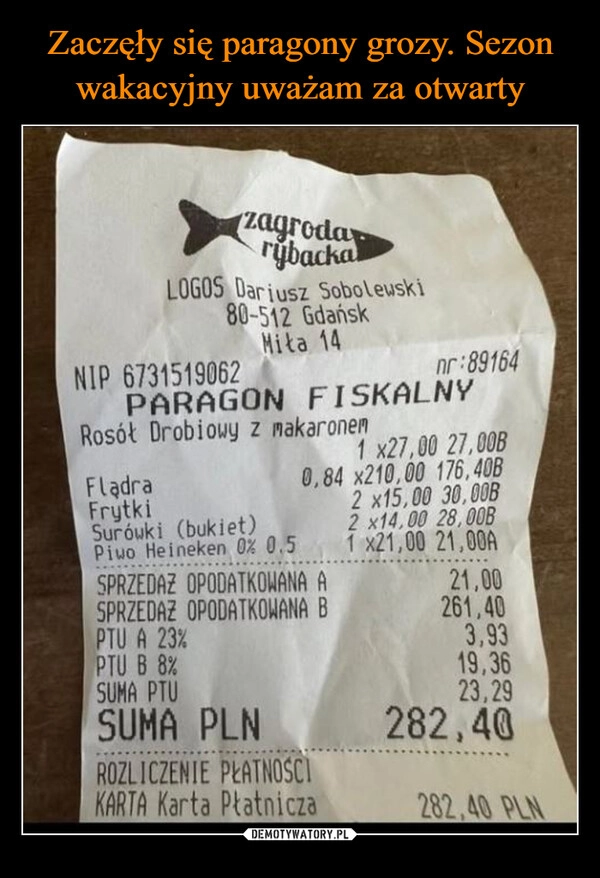 Zaczęły się paragony grozy. Sezon
wakacyjny uważam za otwarty
zagroda
rybacka
LOGOS Dariusz Sobolewski
80-512 Gdańsk
Miła 14
NIP 6731519062 nr:89164
PARAGON FISKALNY
Rosół Drobiowy z makaronem
1 x27,00 27,00B
Flądra 0,84 x210,00 176,40B
Frytki 2 x15,00 30,00B
Surówki (bukiet) 2 x14,00 28,00B
Piwo Heineken 0% 0,5 1 x21,00 21,00A
SPRZEDAŻ OPODATKOWANA A 21,00
SPRZEDAŻ OPODATKOWANA B 261,40
PTU A 23% 3,93
PTU B 8% 19,36
SUMA PTU 23,29
SUMA PLN 282,40
ROZLICZENIE PŁATNOŚCI
KARTA Karta Płatnicza 282,40 PLN
DEMOTYWATORY.PL